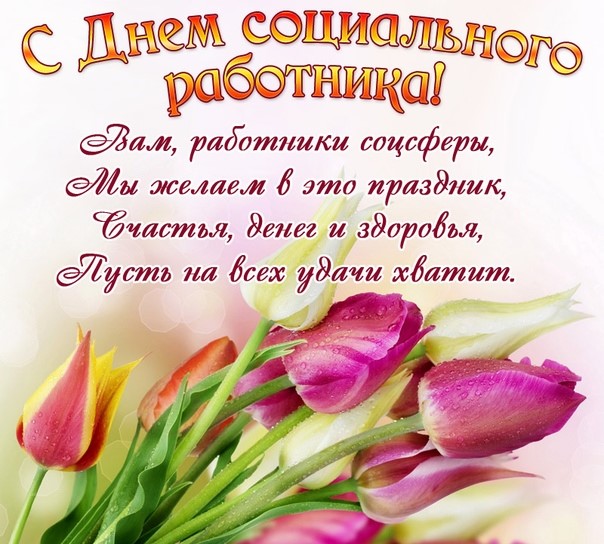 С Днем социального
работника!
Вам, работники соцсферы,
Мы желаем в это праздник,
Счастья, денег и здоровья,
Пусть на всех удачи хватит.